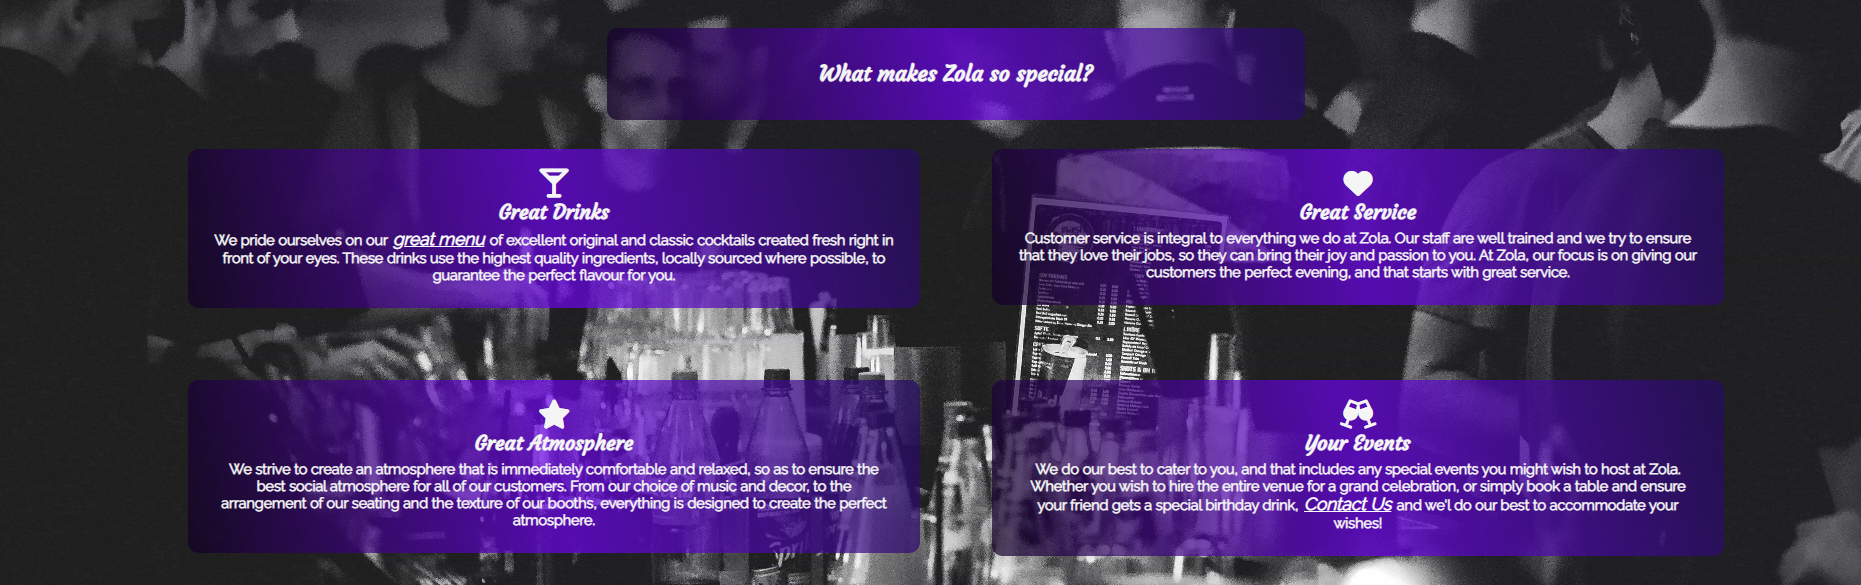 What makes Zola so special?
Great Drinks
We pride ourselves on our great menu of excellent original and classic cocktails created fresh right in
front of your eyes. These drinks use the highest quality ingredients, locally sourced where possible, to
guarantee the perfect flavour for you.
Great Service
Customer service is integral to everything we do at Zola. Our staff are well trained and we try to ensure
that they love their jobs, so they can bring their joy and passion to you. At Zola, our focus is on giving our
customers the perfect evening, and that starts with great service.
Great Atmosphere
We strive to create an atmosphere that is immediately comfortable and relaxed, so as to ensure the
best social atmosphere for all of our customers. From our choice of music and decor, to the
arrangement of our seating and the texture of our booths, everything is designed to create the perfect
atmosphere.
Your Events
We do our best to cater to you, and that includes any special events you might wish to host at Zola.
Whether you wish to hire the entire venue for a grand celebration, or simply book a table and ensure
your friend gets a special birthday drink, Contact Us and we'l do our best to accommodate your
wishes!